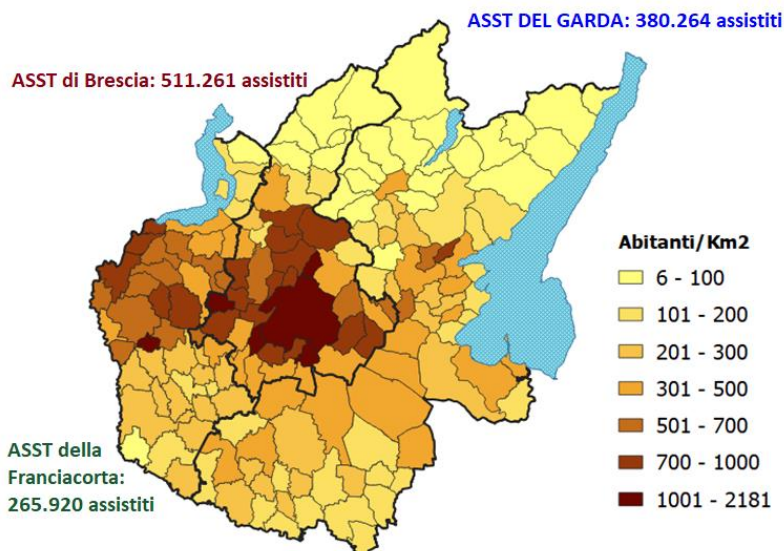 ASST DEL GARDA: 380.264 assistiti
ASST di Brescia: 511.261 assistiti
Abitanti/Km2
6 - 100
101 - 200
201 - 300
301 - 500
501 - 700
700 - 1000
1001 - 2181
ASST della
Franciacorta:
265.920 assistiti